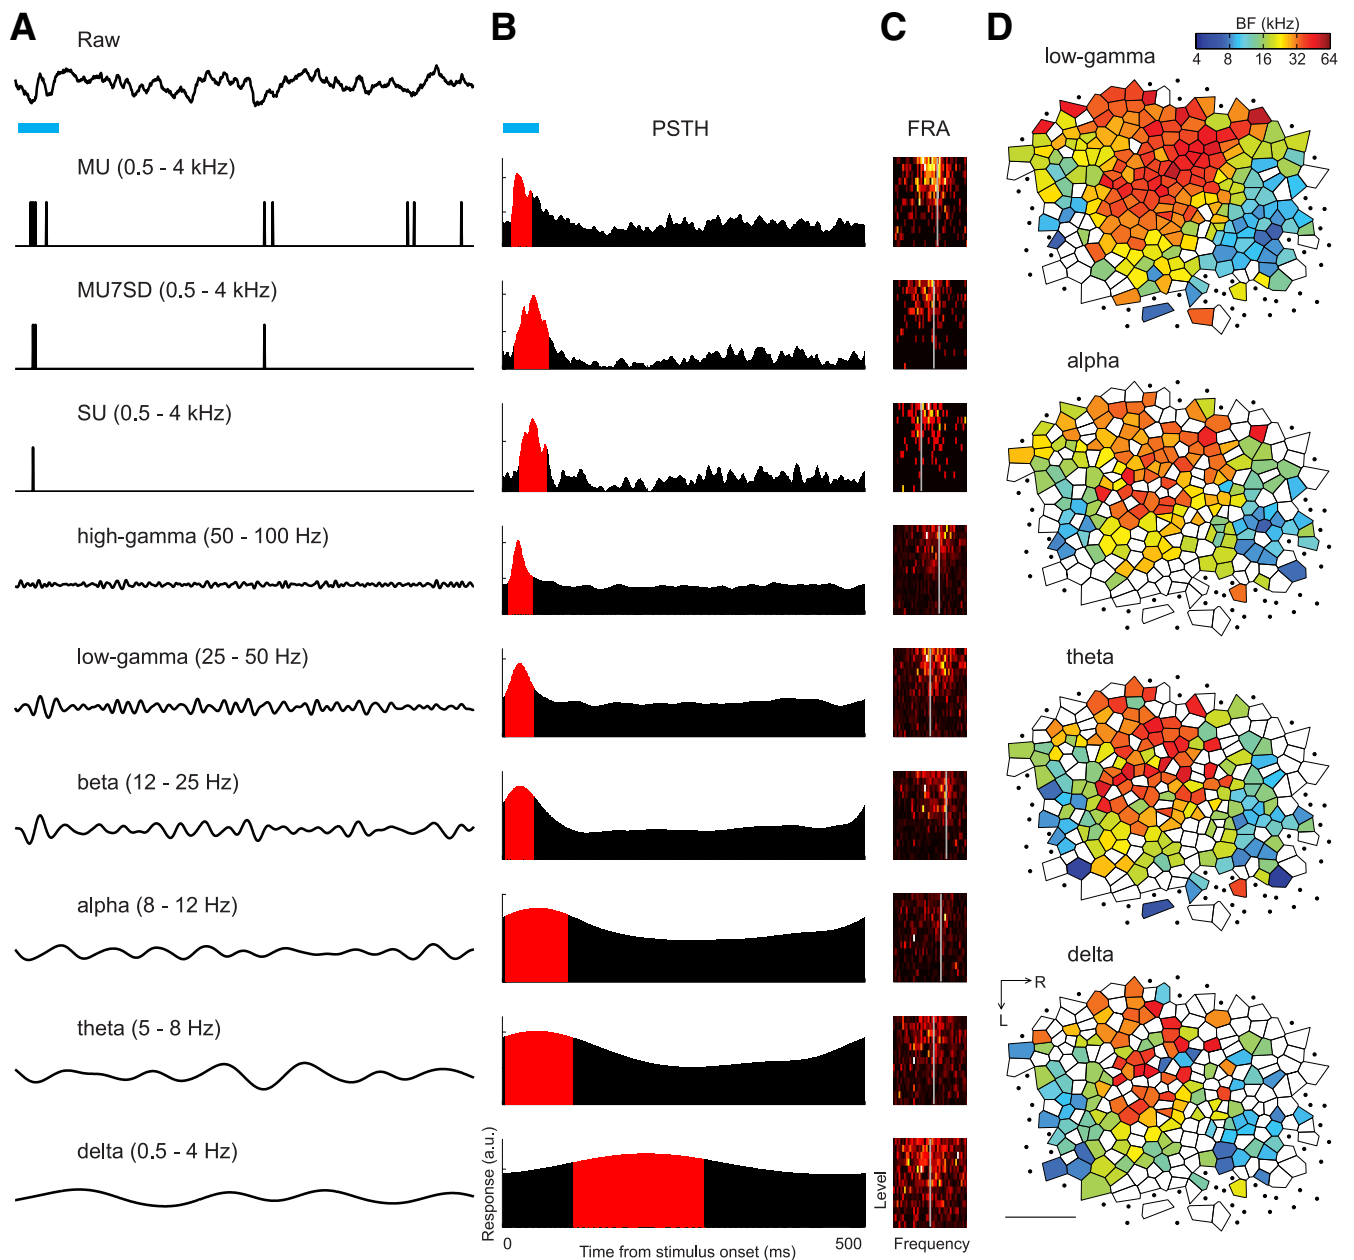 A
B
C
D
Raw
BF (kHz)
4 8 16 32 64
low-gamma
PSTH
FRA
MU (0.5 - 4 kHz)
MU7SD (0.5 - 4 kHz)
alpha
SU (0.5 - 4 kHz)
high-gamma (50 - 100 Hz)
low-gamma (25 - 50 Hz)
theta
beta (12 - 25 Hz)
alpha (8 - 12 Hz)
delta
R
L
theta (5 - 8 Hz)
delta (0.5 - 4 Hz)
Response (a.u.)
Level
0
500
Time from stimulus onset (ms)
Frequency